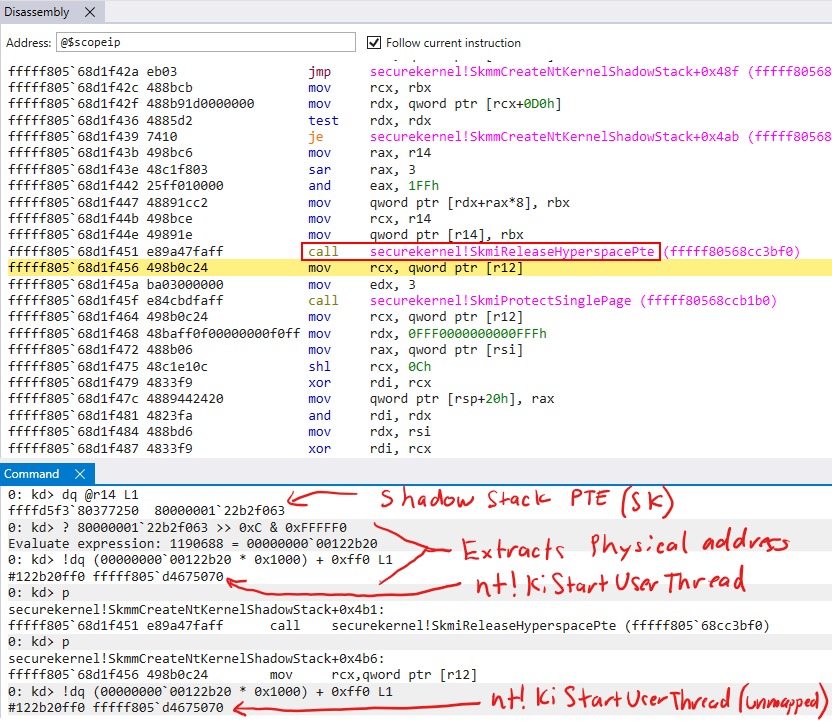 Disassembly X
Address: @$scopeip Follow current instruction
fffff805`68d1f42a eb03 jmp securekernel!SkmmCreateNtKernelShadowStack+0x48f (fffff80568
fffff805`68d1f42c 488bcb mov rcx, rbx
fffff805`68d1f42f 488b91d0000000 mov rdx, qword ptr [rcx+0D0h]
fffff805`68d1f436 4885d2 test rdx, rdx
fffff805`68d1f439 7410 je securekernel!SkmmCreateNtKernelShadowStack+0x4ab (fffff80568
fffff805`68d1f43b 498bc6 mov rax, r14
fffff805`68d1f43e 48c1f803 sar rax, 3
fffff805`68d1f442 25ff010000 and eax, 1FFh
fffff805`68d1f447 48891cc2 mov qword ptr [rdx+rax*8], rbx
fffff805`68d1f44b 498bce mov rcx, r14
fffff805`68d1f44e 49891e mov qword ptr [r14], rbx
fffff805`68d1f451 e89a47faff call securekernel!SkmiReleaseHyperspacePte (fffff80568cc3bf0)
fffff805`68d1f456 498b0c24 mov rcx, qword ptr [r12]
fffff805`68d1f45a ba03000000 mov edx, 3
fffff805`68d1f45f e84cbdfaff call securekernel!SkmiProtectSinglePage (fffff80568ccb1b0)
fffff805`68d1f464 498b0c24 mov rcx, qword ptr [r12]
fffff805`68d1f468 48baff0f00000000f0ff mov rdx, 0FFF0000000000FFFh
fffff805`68d1f472 488b06 mov rax, qword ptr [rsi]
fffff805`68d1f475 48c1e10c shl rcx, 0Ch
fffff805`68d1f479 4833f9 xor rdi, rcx
fffff805`68d1f47c 4889442420 mov qword ptr [rsp+20h], rax
fffff805`68d1f481 4823fa and rdi, rdx
fffff805`68d1f484 488bd6 mov rdx, rsi
fffff805`68d1f487 4833f9 xor rdi, rcx
Command X
0: kd> dq @r14 L1
ffffd5f3`80377250 80000001`22b2f063 Shadow Stack PTE (SK)
0: kd> ? 80000001`22b2f063 >> 0xC & 0xFFFFF0
Evaluate expression: 1190688 = 00000000`00122b20 Extracts Physical address
0: kd> !dq (00000000`00122b20 * 0x1000) + 0xff0 L1
#122b20ff0 fffff805`d4675070 nt!KiStartUserThread
0: kd> p
securekernel!SkmmCreateNtKernelShadowStack+0x4b1:
fffff805`68d1f451 e89a47faff call securekernel!SkmiReleaseHyperspacePte (fffff805`68cc3bf0)
0: kd> p
securekernel!SkmmCreateNtKernelShadowStack+0x4b6:
fffff805`68d1f456 498b0c24 mov rcx,qword ptr [r12]
0: kd> !dq (00000000`00122b20 * 0x1000) + 0xff0 L1
#122b20ff0 fffff805`d4675070 nt!KiStartUserThread (unmapped)